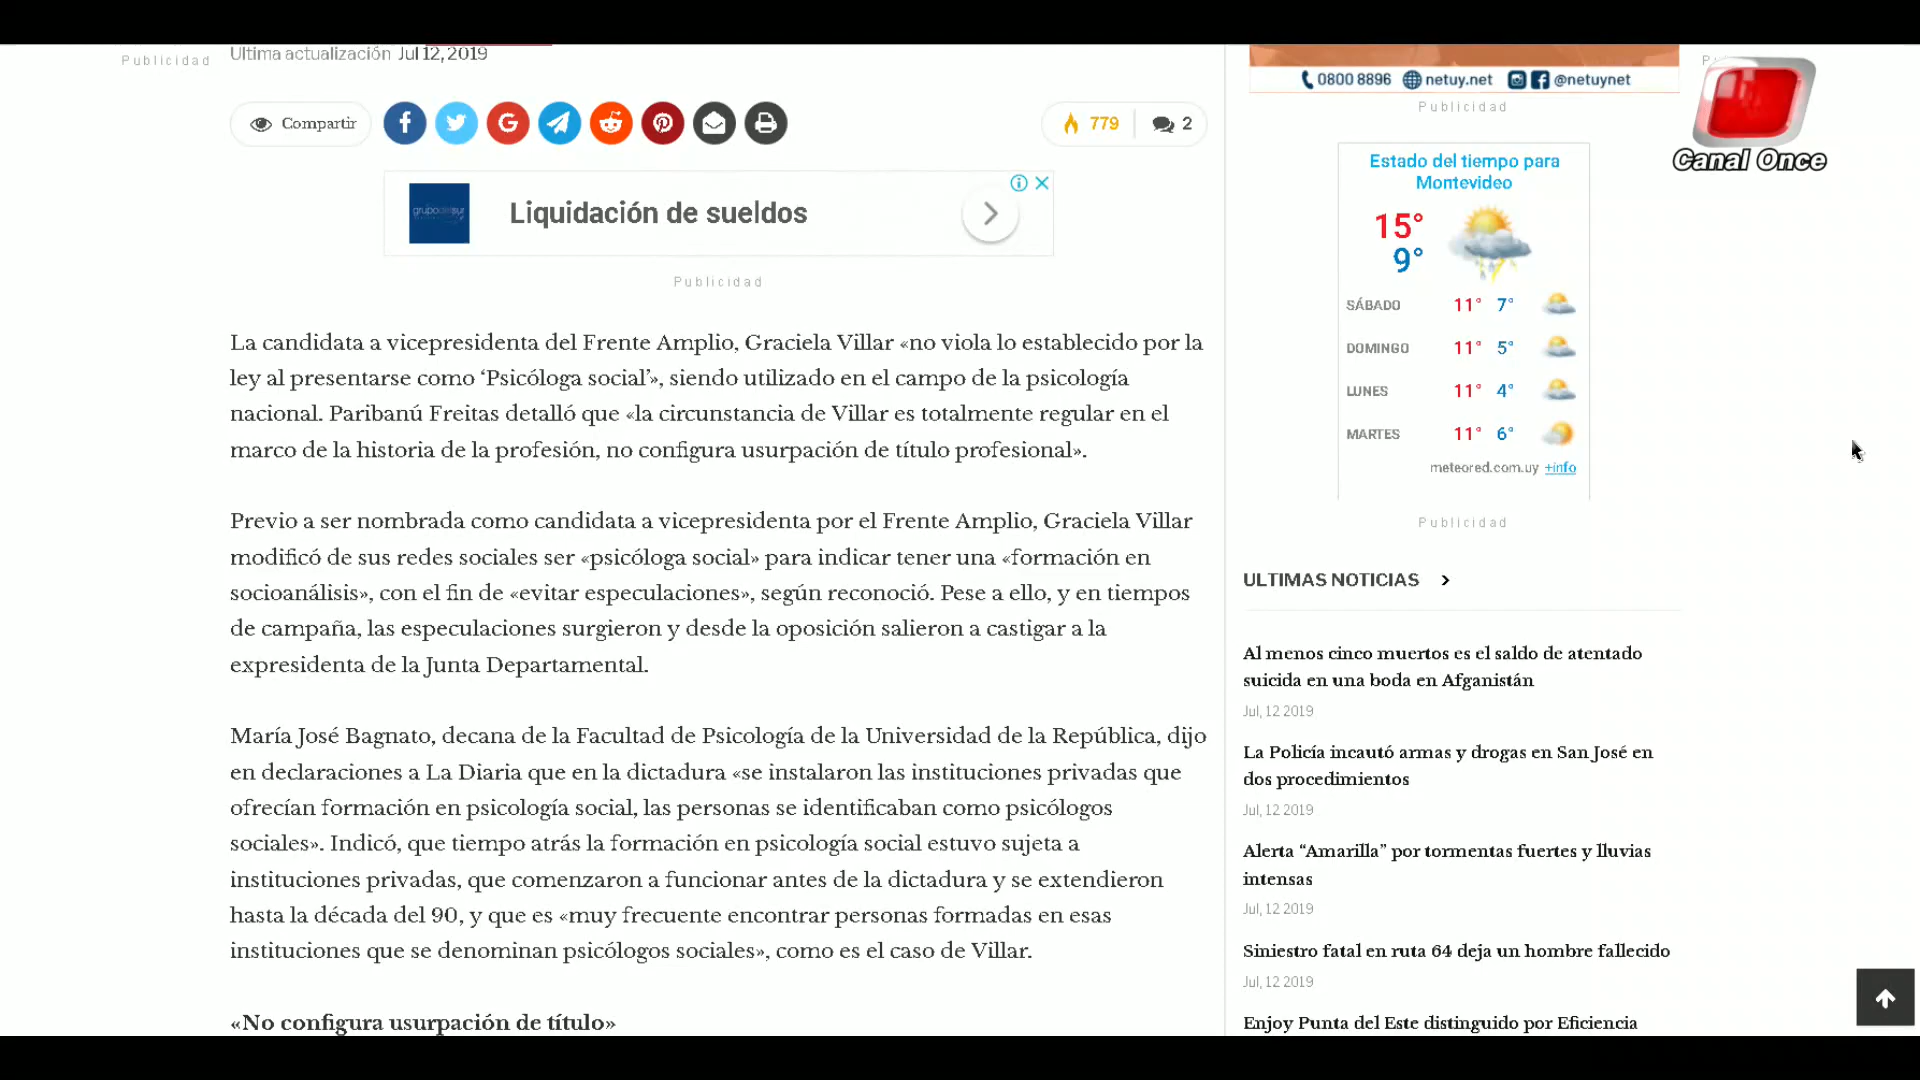 Publicidad
Ultima actualización Jul 12, 2019
Compartir
779
2
Liquidación de sueldos
Publicidad
La candidata a vicepresidenta del Frente Amplio, Graciela Villar «no viola lo establecido por la
ley al presentarse como ‘Psicóloga social’», siendo utilizado en el campo de la psicología
nacional. Paribanú Freitas detalló que «la circunstancia de Villar es totalmente regular en el
marco de la historia de la profesión, no configura usurpación de título profesional».
Previo a ser nombrada como candidata a vicepresidenta por el Frente Amplio, Graciela Villar
modificó de sus redes sociales ser «psicóloga social» para indicar tener una «formación en
socioanálisis», con el fin de «evitar especulaciones», según reconoció. Pese a ello, y en tiempos
de campaña, las especulaciones surgieron y desde la oposición salieron a castigar a la
expresidenta de la Junta Departamental.
María José Bagnato, decana de la Facultad de Psicología de la Universidad de la República, dijo
en declaraciones a La Diaria que en la dictadura «se instalaron las instituciones privadas que
ofrecían formación en psicología social, las personas se identificaban como psicólogos
sociales». Indicó, que tiempo atrás la formación en psicología social estuvo sujeta a
instituciones privadas, que comenzaron a funcionar antes de la dictadura y se extendieron
hasta la década del 90, y que es «muy frecuente encontrar personas formadas en esas
instituciones que se denominan psicólogos sociales», como es el caso de Villar.
«No configura usurpación de título»
0800 8896 netuy.net @netuynet
Publicidad
Canal Once
Estado del tiempo para
Montevideo
15°
9°
SÁBADO 11° 7°
DOMINGO 11° 5°
LUNES 11° 4°
MARTES 11° 6°
meteored.com.uy +info
Publicidad
ULTIMAS NOTICIAS
Al menos cinco muertos es el saldo de atentado
suicida en una boda en Afganistán
Jul, 12 2019
La Policía incautó armas y drogas en San José en
dos procedimientos
Jul, 12 2019
Alerta “Amarilla” por tormentas fuertes y lluvias
intensas
Jul, 12 2019
Siniestro fatal en ruta 64 deja un hombre fallecido
Jul, 12 2019
Enjoy Punta del Este distinguido por Eficiencia